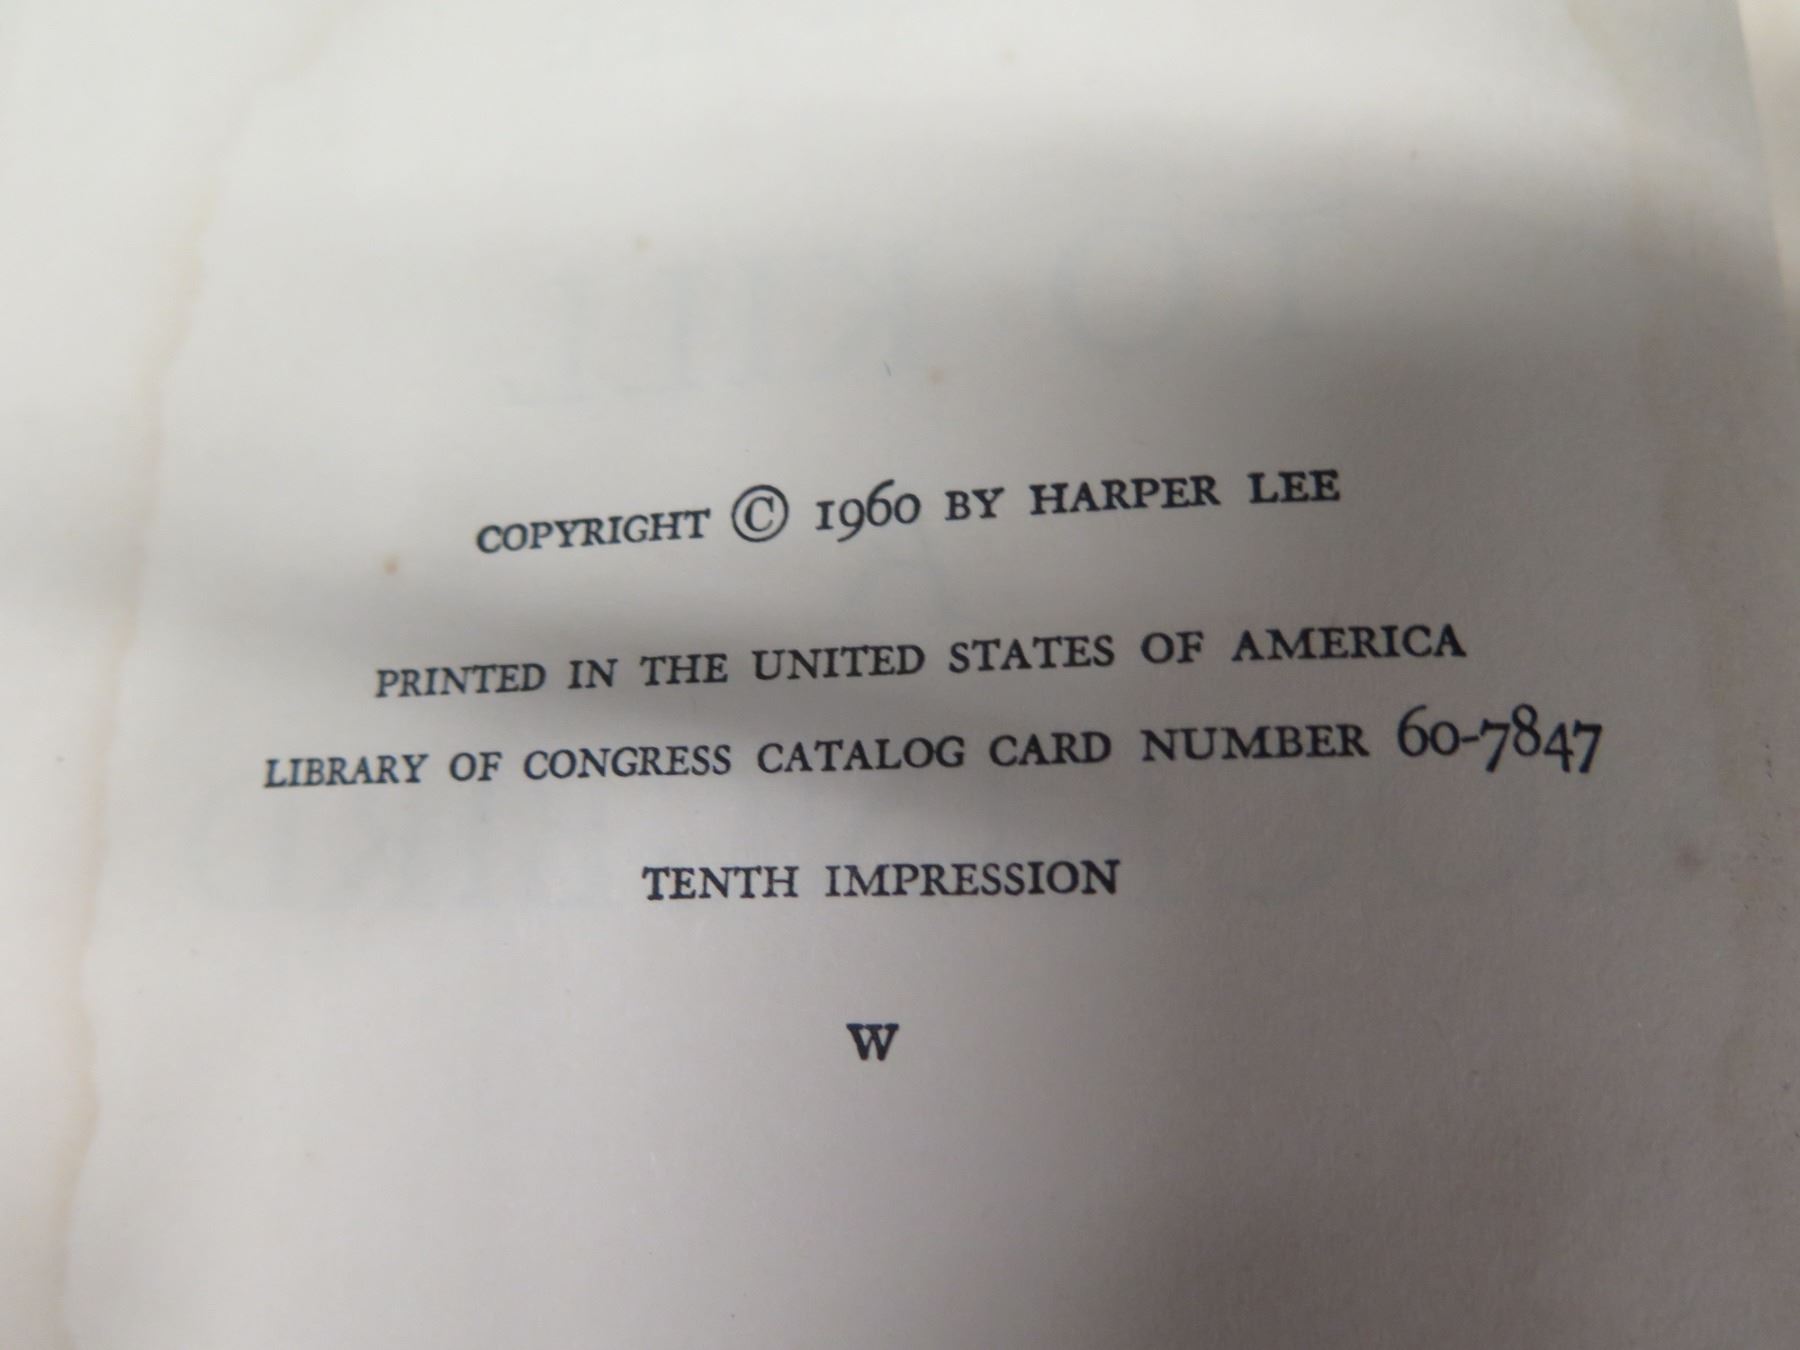 COPYRIGHT © 1960 BY HARPER LEE
PRINTED IN THE UNITED STATES OF AMERICA
LIBRARY OF CONGRESS CATALOG CARD NUMBER 60-7847
TENTH IMPRESSION
W